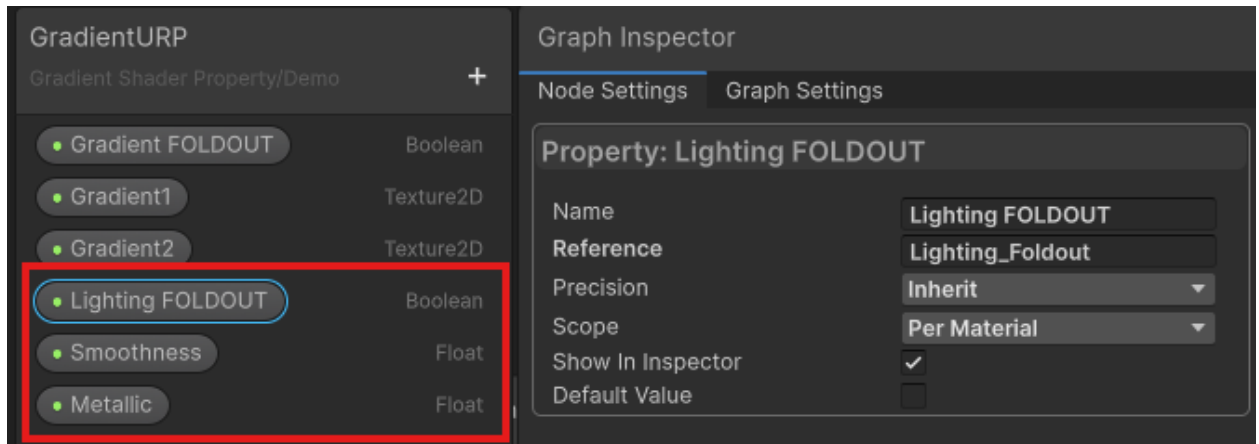 GradientURP
Gradient Shader Property/Demo
+
Gradient FOLDOUT Boolean
Gradient1 Texture2D
Gradient2 Texture2D
Lighting FOLDOUT Boolean
Smoothness Float
Metallic Float
Graph Inspector
Node Settings Graph Settings
Property: Lighting FOLDOUT
Name Lighting FOLDOUT
Reference Lighting_Foldout
Precision Inherit
Scope Per Material
Show In Inspector
Default Value